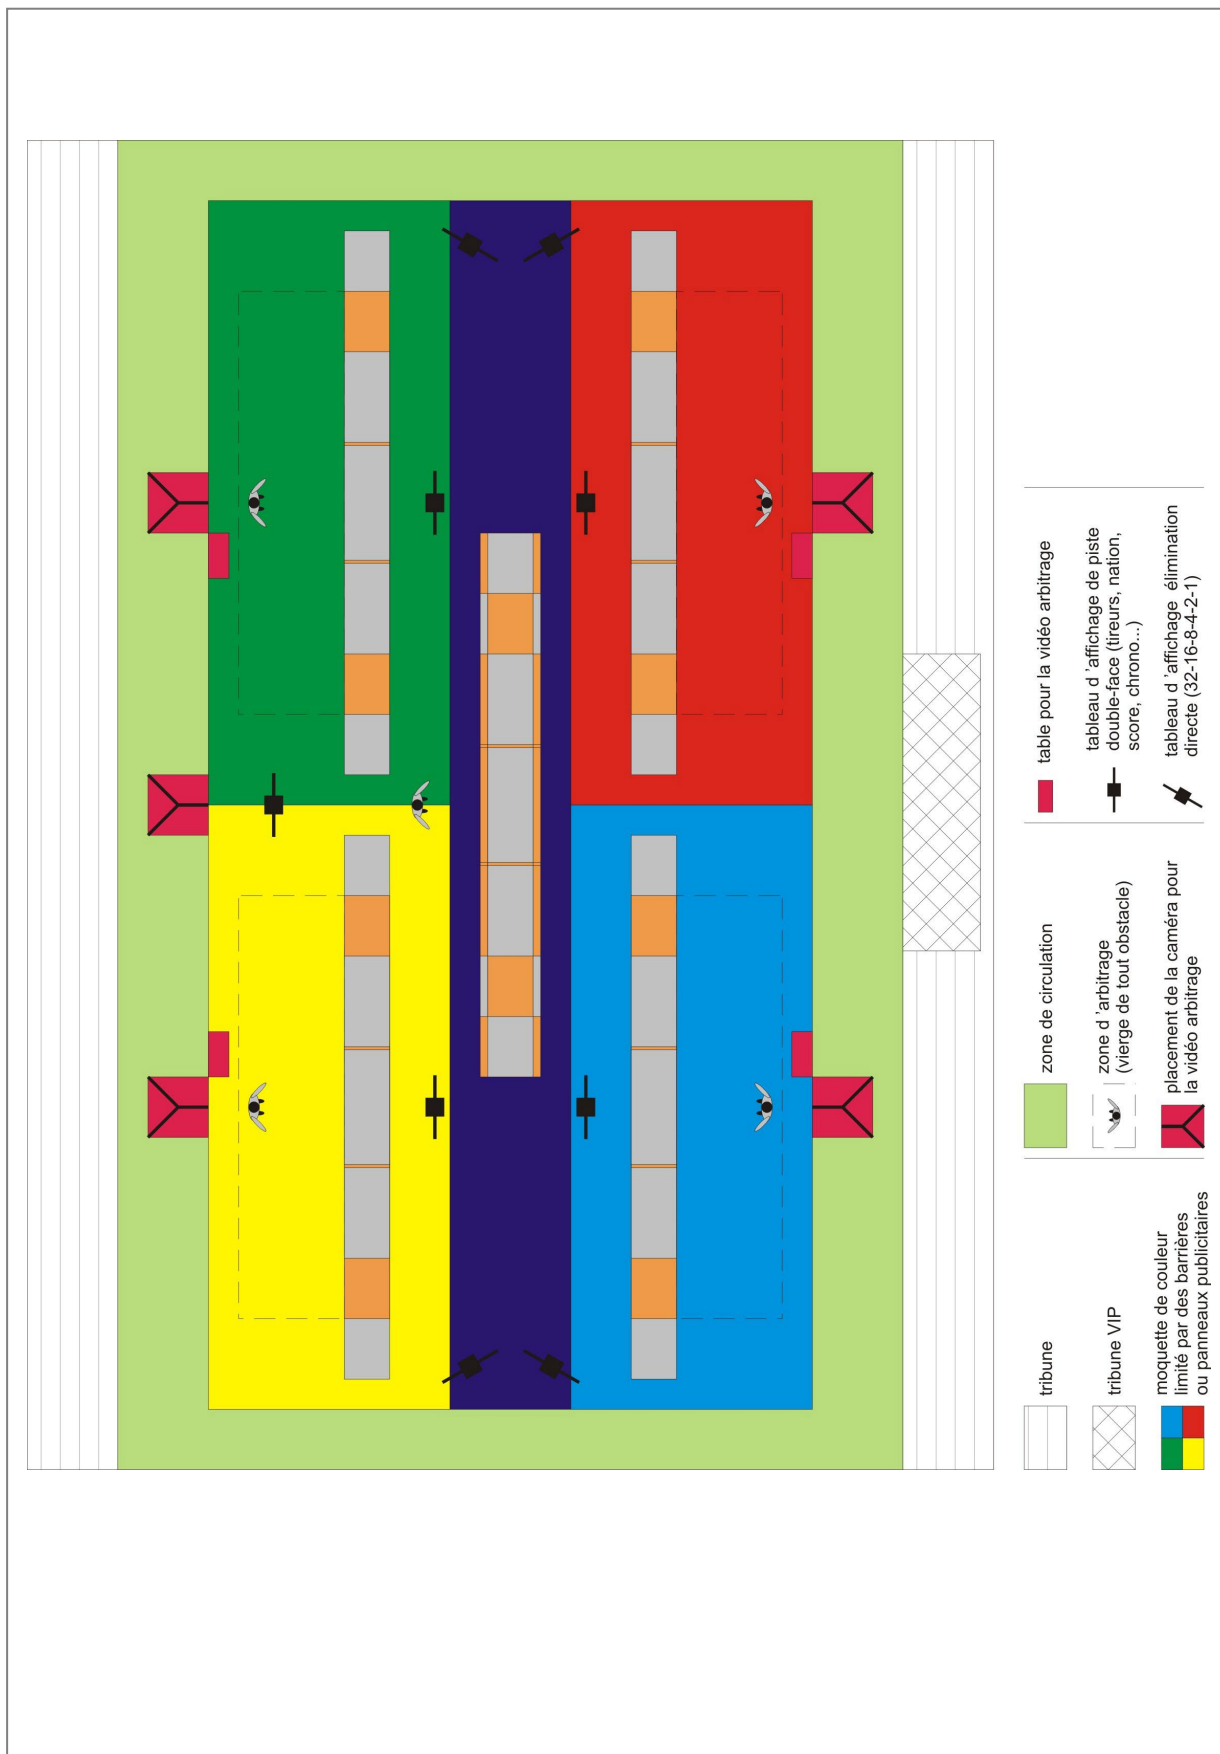 tribune
tribune VIP
moquette de couleur
limité par des barrières
ou panneaux publicitaires
zone de circulation
zone d 'arbitrage
(vierge de tout obstacle)
placement de la caméra pour
la vidéo arbitrage
table pour la vidéo arbitrage
tableau d 'affichage de piste
double-face (tireurs, nation,
score, chrono...)
tableau d 'affichage élimination
directe (32-16-8-4-2-1)